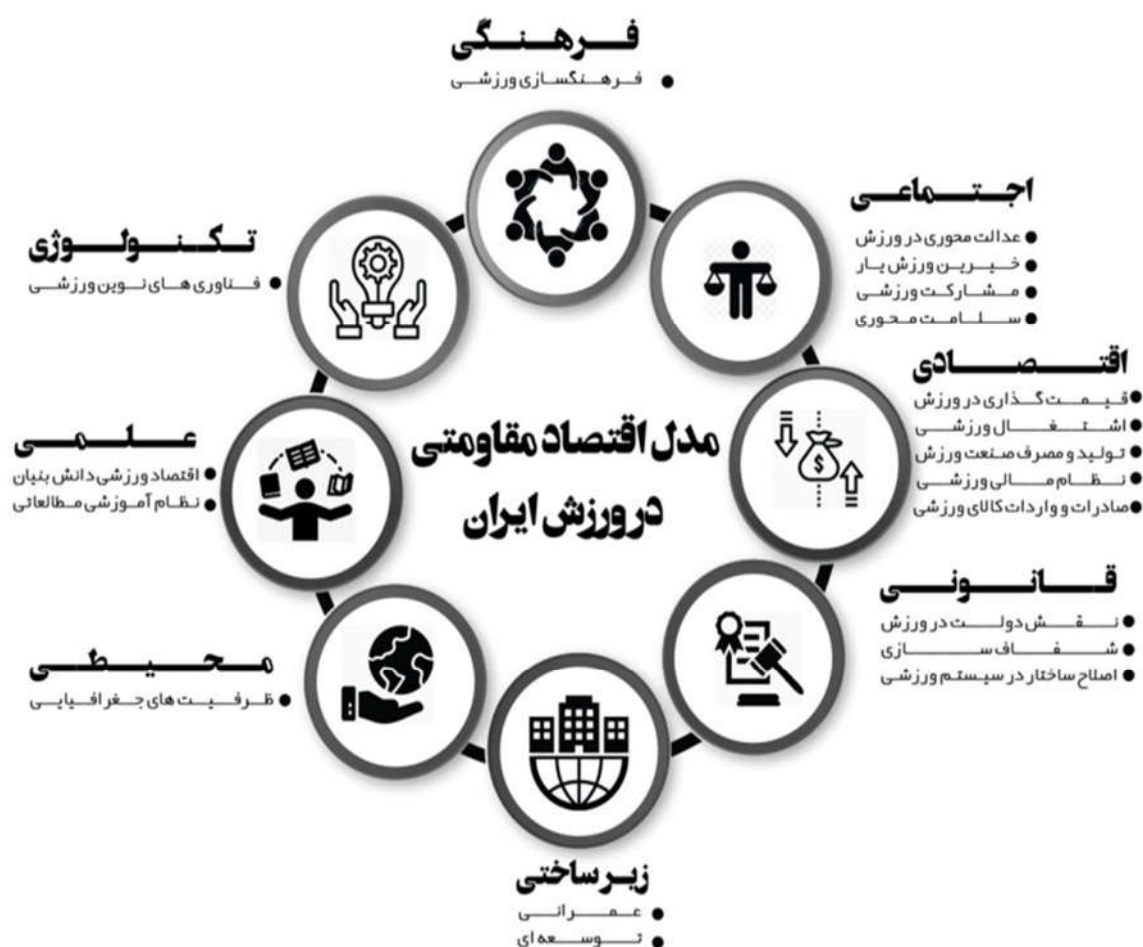 فرهنگی
● فرهنگسازی ورزشی
اجتماعی
● عدالت محوری در ورزش
● خیرین ورزش یار
● مشارکت ورزشی
● سلامت محوری
اقتصادی
● قیمت گذاری در ورزش
● اشتغال ورزشی
● تولید و مصرف صنعت ورزش
● نظام مالی ورزشی
● صادرات و واردات کالای ورزشی
قانونی
● نقش دولت در ورزش
● شفاف سازی
● اصلاح ساختار در سیستم ورزشی
زیرساختی
● عمرانی
● توسعه ای
محیطی
● ظرفیت های جغرافیایی
علمی
● اقتصاد ورزشی دانش بنیان
● نظام آموزشی مطالعاتی
تکنولوژی
● فناوری های نوین ورزشی
مدل اقتصاد مقاومتی
در ورزش ایران
$